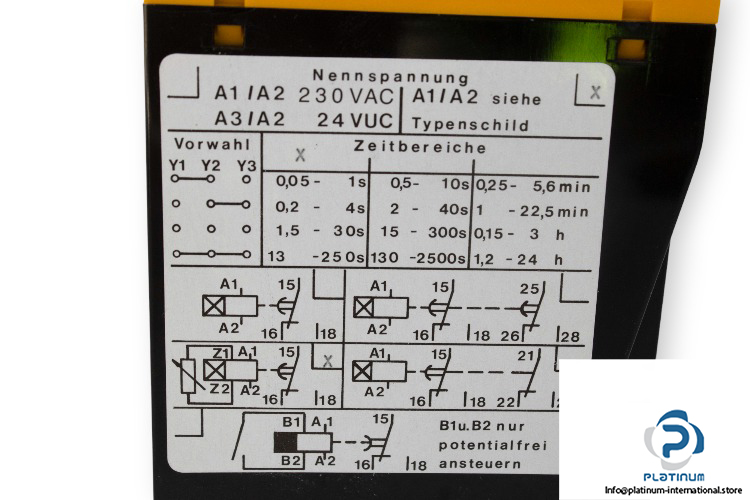 Nennspannung
A1/A2 230VAC A1/A2 siehe X
A3/A2 24VUC Typenschild
Vorwahl X Zeitbereiche
Y1 Y2 Y3
0,05 - 1s 0,5 - 10s 0,25 - 5,6min
0,2 - 4s 2 - 40s 1 - 22,5min
1,5 - 30s 15 - 300s 0,15 - 3 h
13 - 250s 130 - 2500s 1,2 - 24 h
A1 15 A1 15 25
A2 16 18 A2 16 18 26 28
Z1 A1 15 X A1 15 21
Z2 A2 16 18 A2 16 18 22
B1 A1 15 B1u.B2 nur
potentialfrei
B2 A2 16 18 ansteuern
PLATINUM
Info@platinum-international.store